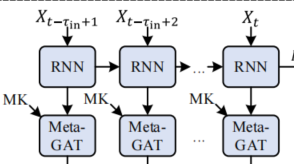 X_{t-τ_in+1} X_{t-τ_in+2} X_t
RNN RNN ... RNN
MK MK MK
Meta- Meta- Meta-
GAT GAT ... GAT